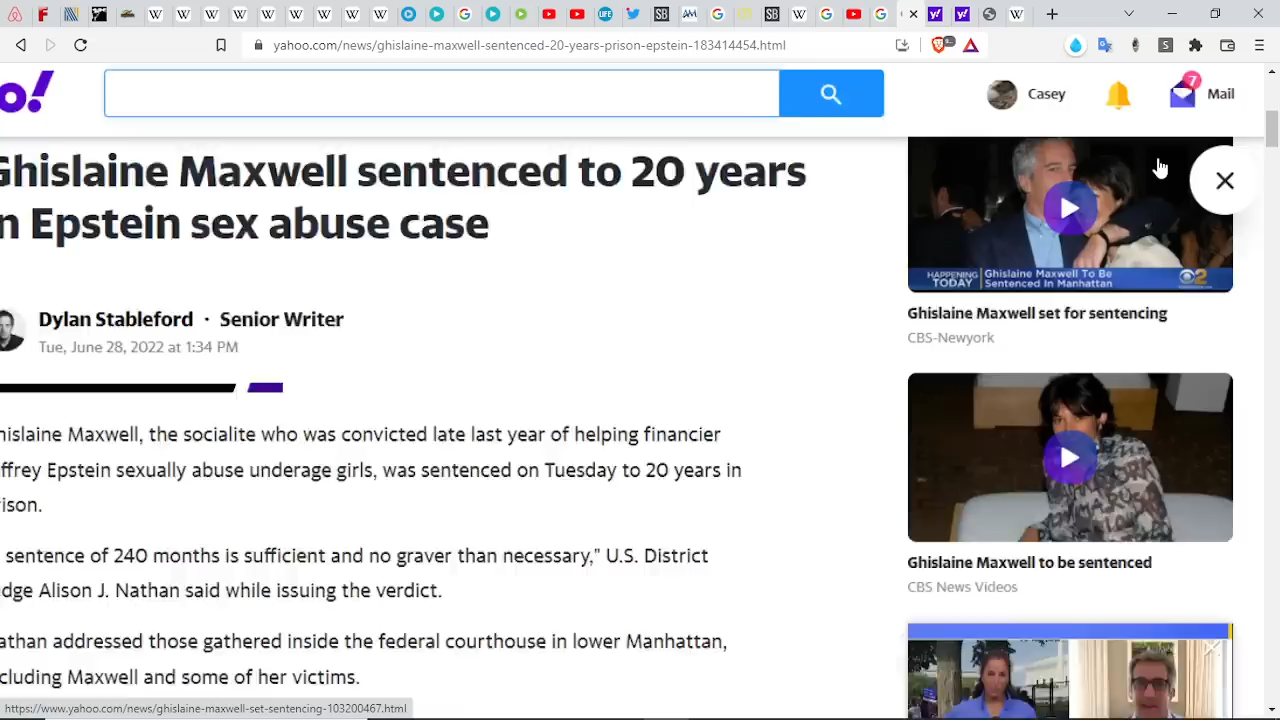 yahoo.com/news/ghislaine-maxwell-sentenced-20-years-prison-epstein-183414454.html
o!
Casey
7
Mail
Ghislaine Maxwell sentenced to 20 years
n Epstein sex abuse case
Dylan Stableford · Senior Writer
Tue, June 28, 2022 at 1:34 PM
hislaine Maxwell, the socialite who was convicted late last year of helping financier
ffrey Epstein sexually abuse underage girls, was sentenced on Tuesday to 20 years in
rison.
sentence of 240 months is sufficient and no graver than necessary," U.S. District
dge Alison J. Nathan said while issuing the verdict.
athan addressed those gathered inside the federal courthouse in lower Manhattan,
cluding Maxwell and some of her victims.
HAPPENING TODAY
Ghislaine Maxwell To Be
Sentenced In Manhattan
2
Ghislaine Maxwell set for sentencing
CBS-Newyork
Ghislaine Maxwell to be sentenced
CBS News Videos
https://www.yahoo.com/news/ghislaine-maxwell-set-sentencing-103200467.html